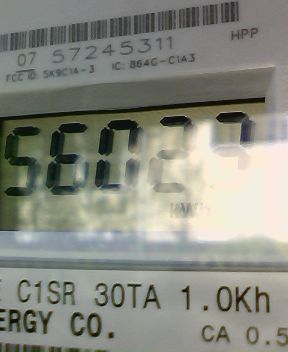 07 57245311 HPP
FCC ID: SK9C1A-3 IC: 864G-C1A3
KWH
C1SR 30TA 1.0Kh
ERGY CO.
CA 0.5